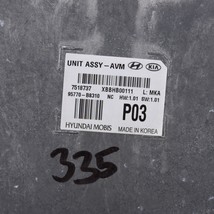 UNIT ASSY-AVM HYUNDAI KIA
7518737 XBBHB00111 L: MKA
95770-B8310 NC HW:1.01 SW:1.01
P03
HYUNDAI MOBIS MADE IN KOREA
335